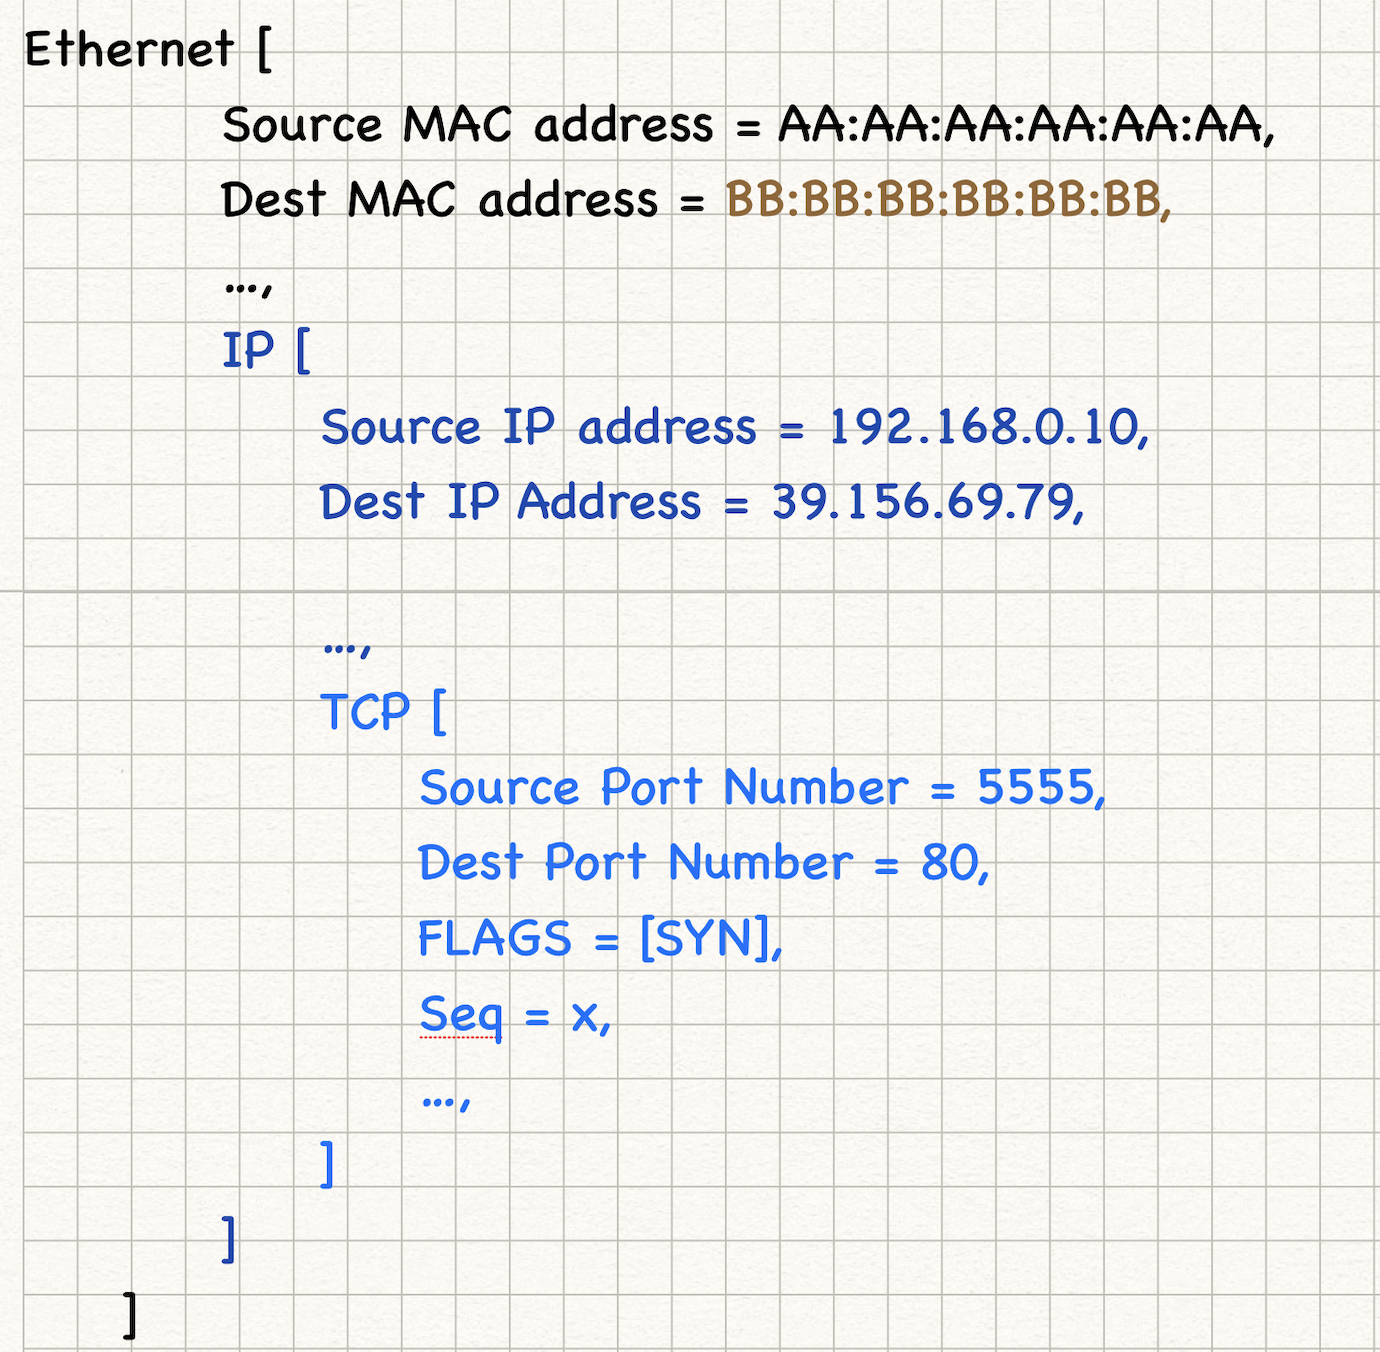 Ethernet [
Source MAC address = AA:AA:AA:AA:AA:AA,
Dest MAC address = BB:BB:BB:BB:BB:BB,
...,
IP [
Source IP address = 192.168.0.10,
Dest IP Address = 39.156.69.79,
...,
TCP [
Source Port Number = 5555,
Dest Port Number = 80,
FLAGS = [SYN],
Seq = x,
...,
]
]
]